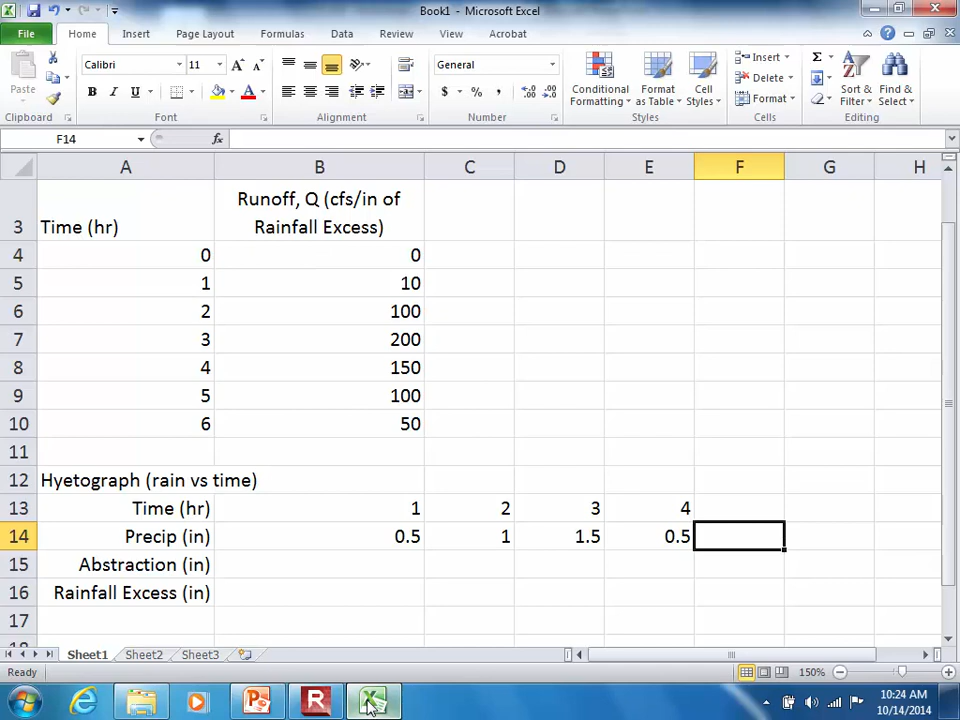 Book1 - Microsoft Excel
File Home Insert Page Layout Formulas Data Review View Acrobat
Calibri 11 General
Paste
B I U
A
$ % ,
Conditional Formatting
Format as Table
Cell Styles
Insert
Delete
Format
Sort & Filter
Find & Select
Clipboard Font Alignment Number Styles Cells Editing
F14 fx
A B C D E F G H
Runoff, Q (cfs/in of
3 Time (hr) Rainfall Excess)
4 0 0
5 1 10
6 2 100
7 3 200
8 4 150
9 5 100
10 6 50
11
12 Hyetograph (rain vs time)
13 Time (hr) 1 2 3 4
14 Precip (in) 0.5 1 1.5 0.5
15 Abstraction (in)
16 Rainfall Excess (in)
17
Sheet1 Sheet2 Sheet3
Ready 150%
10:24 AM
10/14/2014